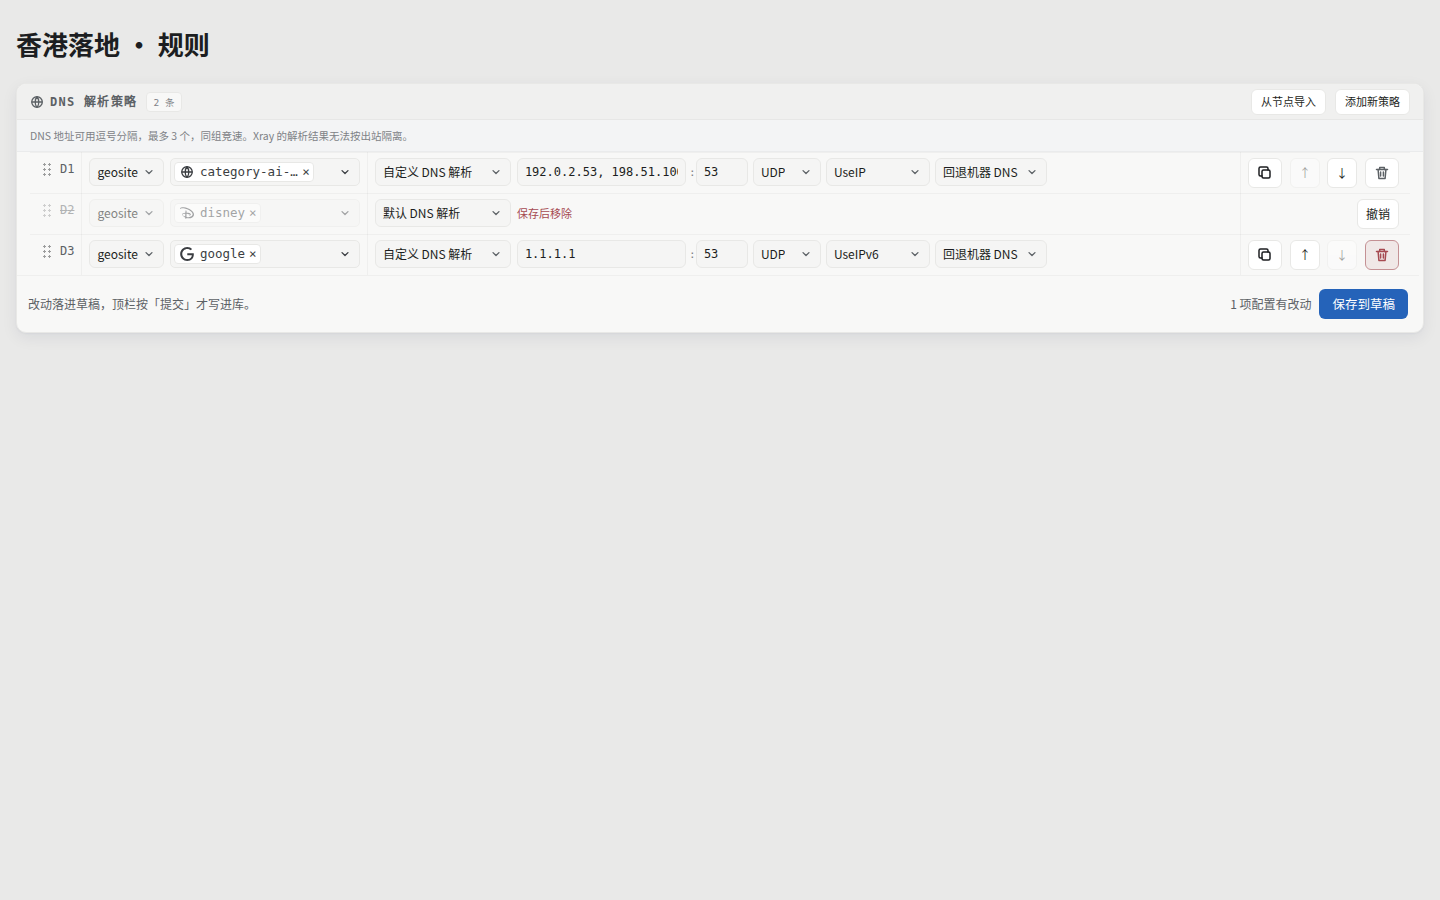 香港落地 · 规则
DNS 解析策略 2 条 从节点导入 添加新策略
DNS 地址可用逗号分隔，最多 3 个，同组竞速。Xray 的解析结果无法按出站隔离。
D1 geosite category-ai-… × 自定义 DNS 解析 192.0.2.53, 198.51.10 : 53 UDP UseIP 回退机器 DNS ↑ ↓
D2 geosite disney × 默认 DNS 解析 保存后移除 撤销
D3 geosite google × 自定义 DNS 解析 1.1.1.1 : 53 UDP UseIPv6 回退机器 DNS ↑ ↓
改动落进草稿，顶栏按「提交」才写进库。 1 项配置有改动 保存到草稿